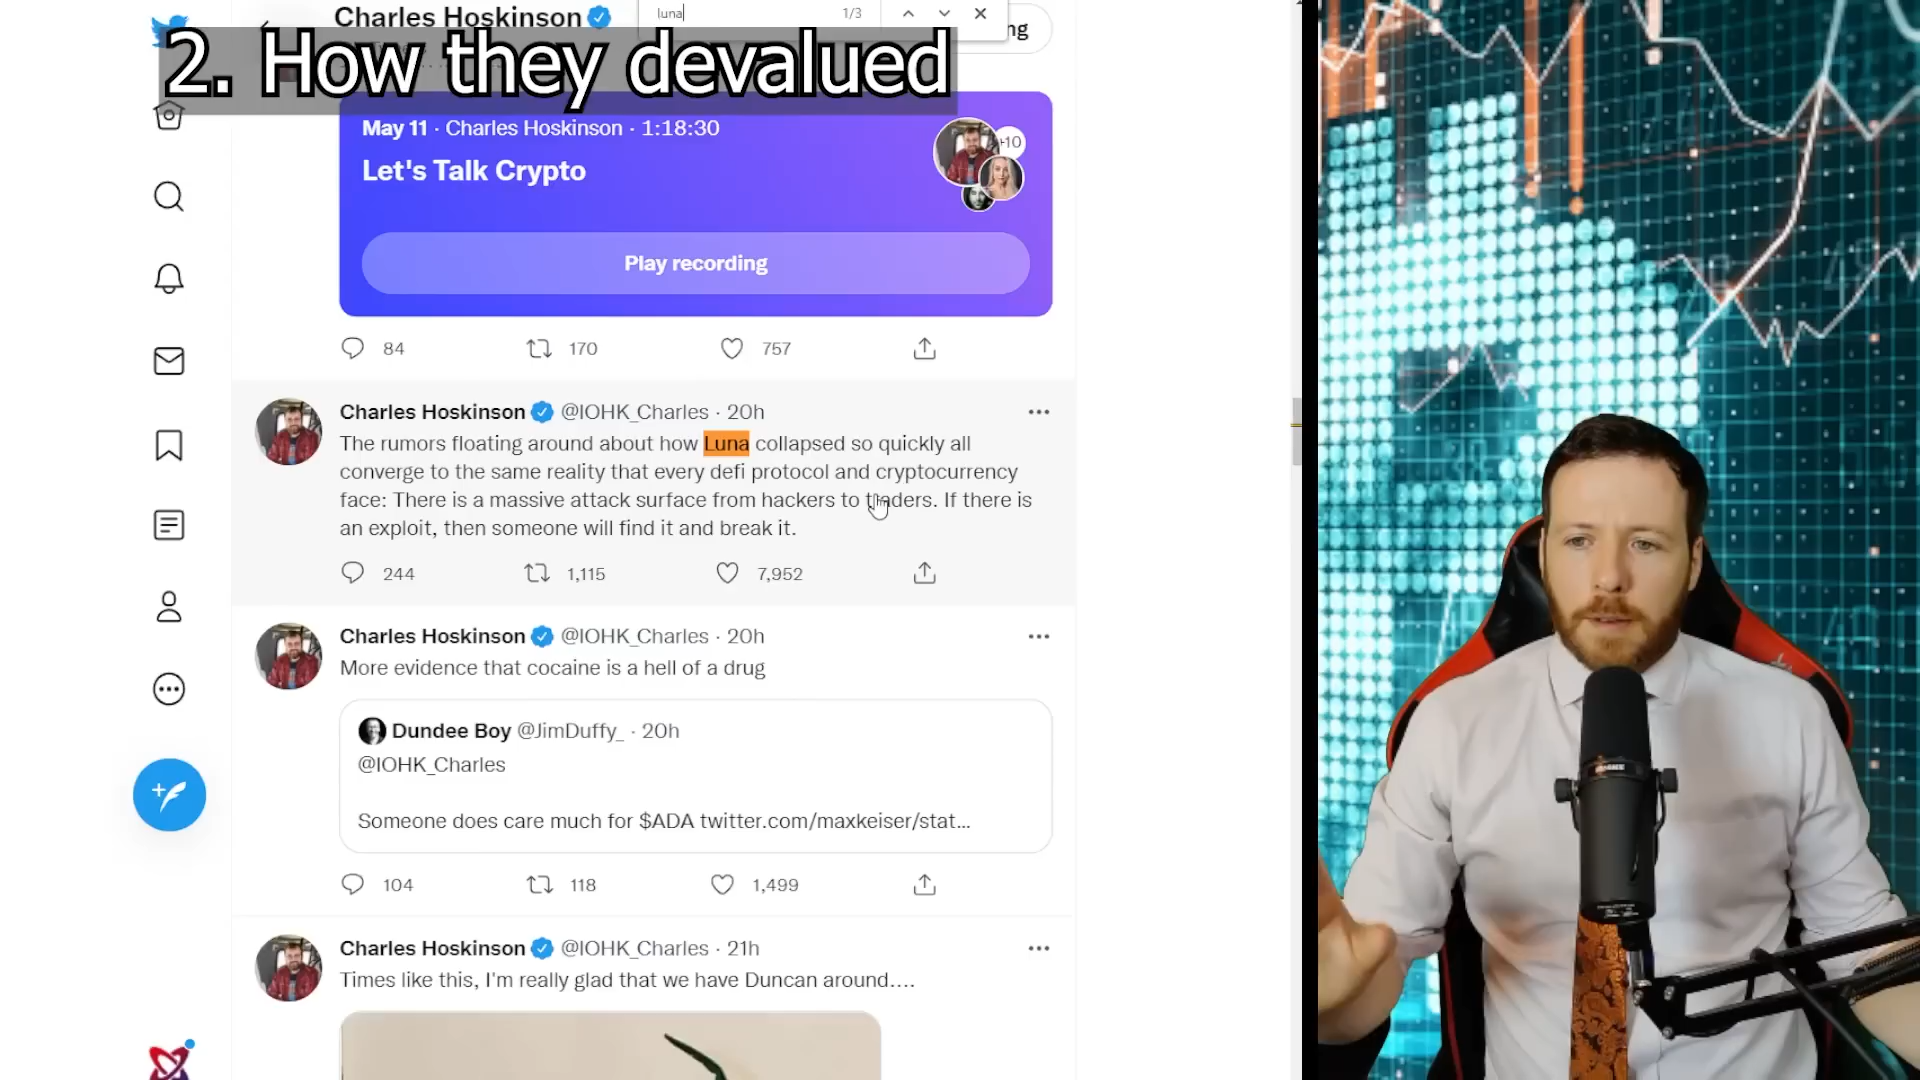 Charles Hoskinson
luna
1/3
ng
2. How they devalued
May 11 · Charles Hoskinson · 1:18:30
+10
Let's Talk Crypto
Play recording
84
170
757
Charles Hoskinson @IOHK_Charles · 20h
The rumors floating around about how Luna collapsed so quickly all
converge to the same reality that every defi protocol and cryptocurrency
face: There is a massive attack surface from hackers to traders. If there is
an exploit, then someone will find it and break it.
244
1,115
7,952
Charles Hoskinson @IOHK_Charles · 20h
More evidence that cocaine is a hell of a drug
Dundee Boy @JimDuffy_ · 20h
@IOHK_Charles
Someone does care much for $ADA twitter.com/maxkeiser/stat...
104
118
1,499
Charles Hoskinson @IOHK_Charles · 21h
Times like this, I'm really glad that we have Duncan around....